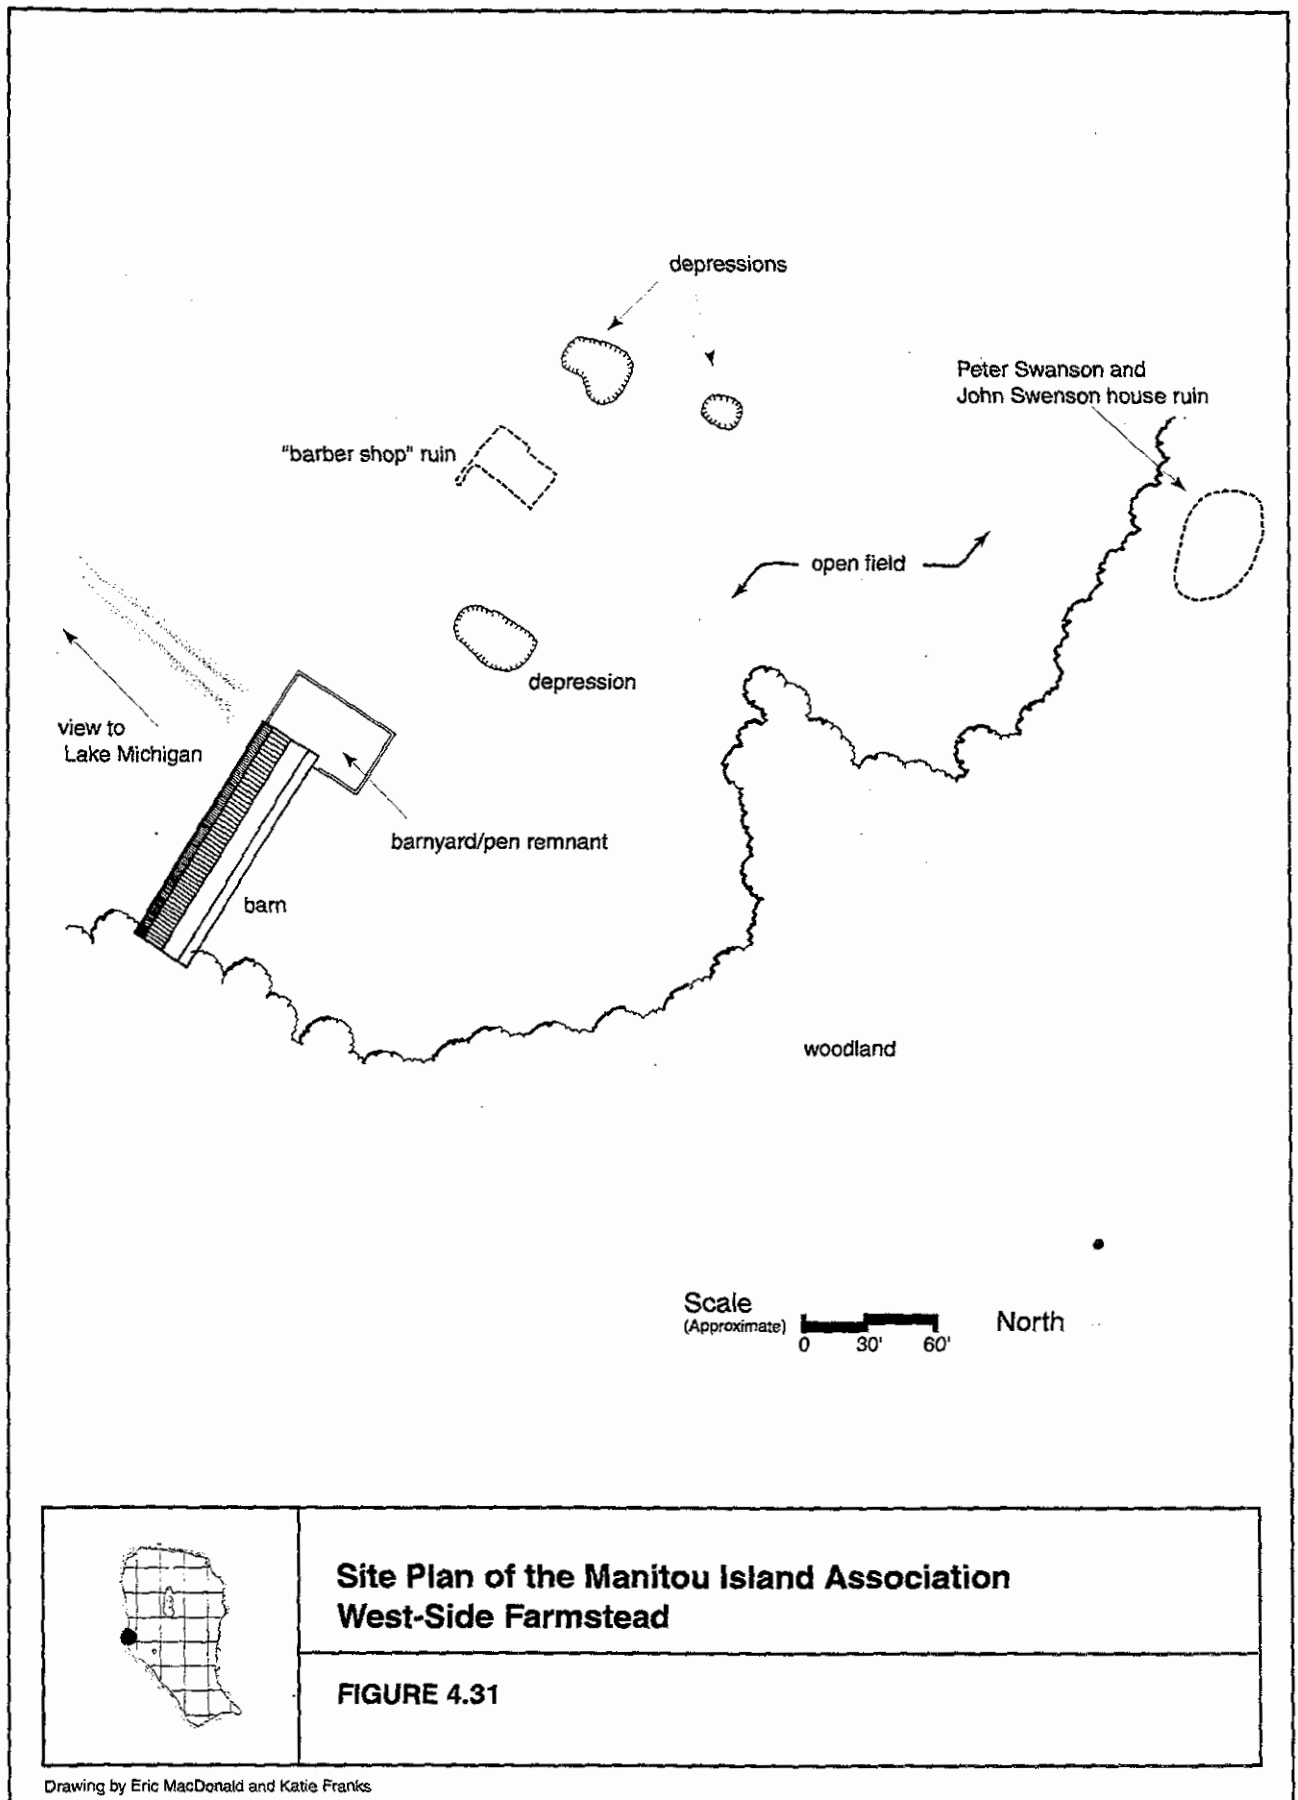 depressions
Peter Swanson and
John Swenson house ruin
"barber shop" ruin
open field
depression
view to
Lake Michigan
barnyard/pen remnant
barn
woodland
Scale
(Approximate)
0 30' 60'
North
Site Plan of the Manitou Island Association
West-Side Farmstead
FIGURE 4.31
Drawing by Eric MacDonald and Katie Franks